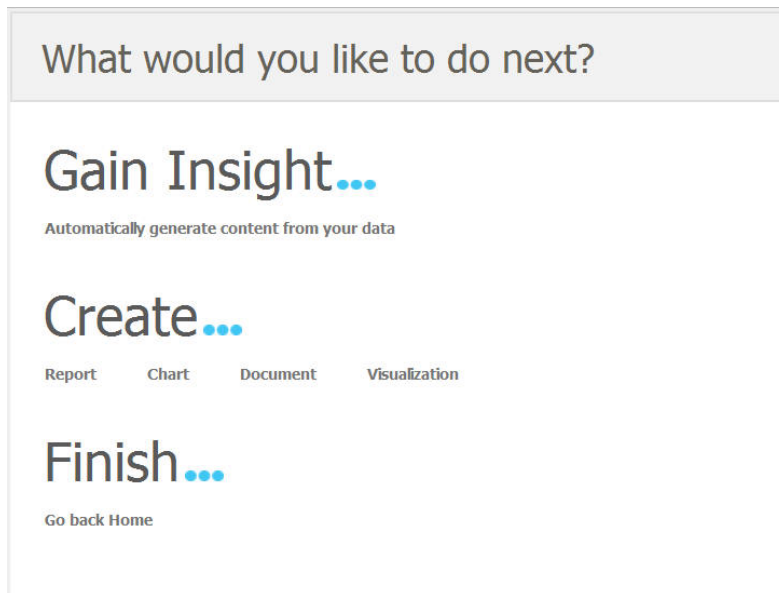 What would you like to do next?
Gain Insight...
Automatically generate content from your data
Create...
Report Chart Document Visualization
Finish...
Go back Home